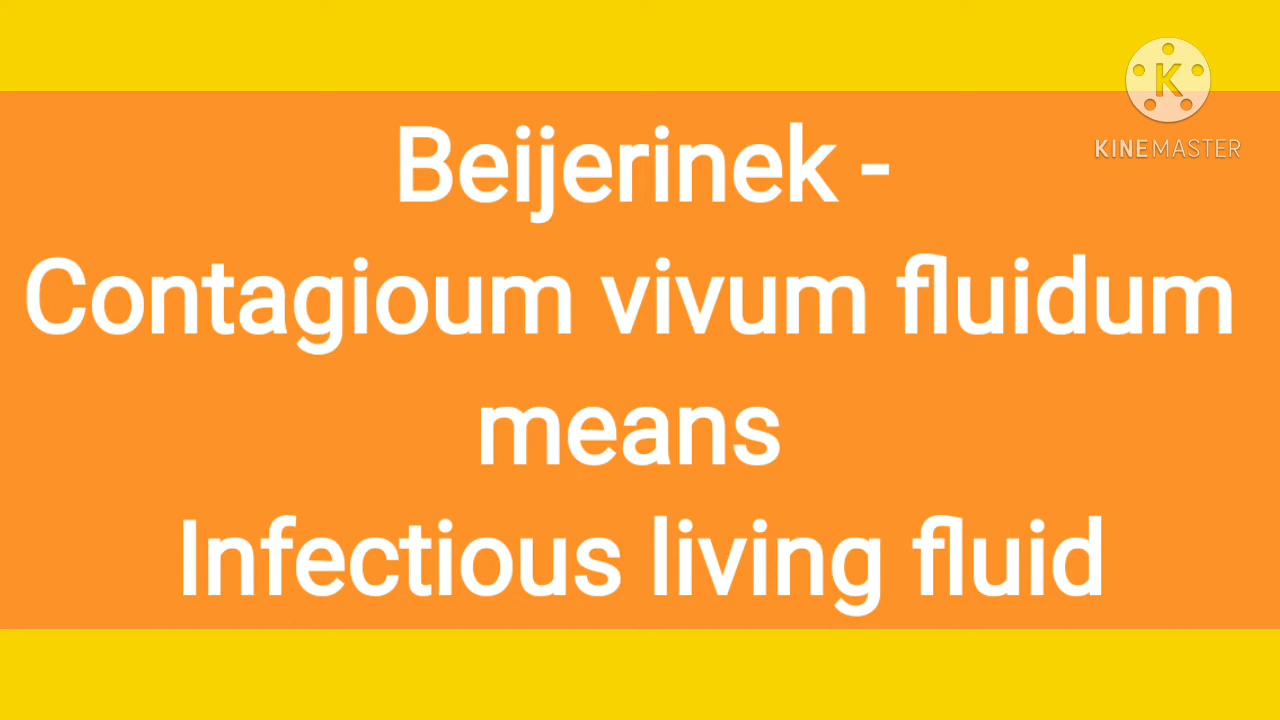 K
KINEMASTER
Beijerinek -
Contagioum vivum fluidum
means
Infectious living fluid